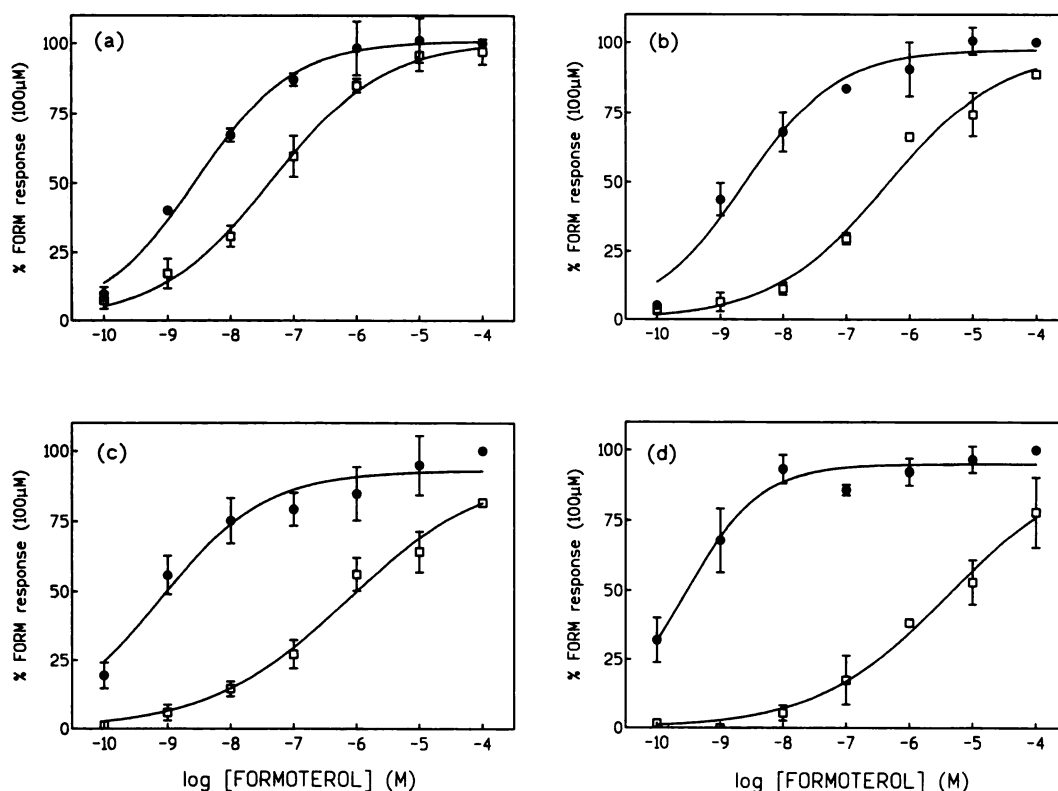 (a)
100
75
50
25
0
% FORM response (100µM)
-10 -9 -8 -7 -6 -5 -4
(b)
100
75
50
25
0
% FORM response (100µM)
-10 -9 -8 -7 -6 -5 -4
(c)
100
75
50
25
0
% FORM response (100µM)
-10 -9 -8 -7 -6 -5 -4
log [FORMOTEROL] (M)
(d)
100
75
50
25
0
% FORM response (100µM)
-10 -9 -8 -7 -6 -5 -4
log [FORMOTEROL] (M)